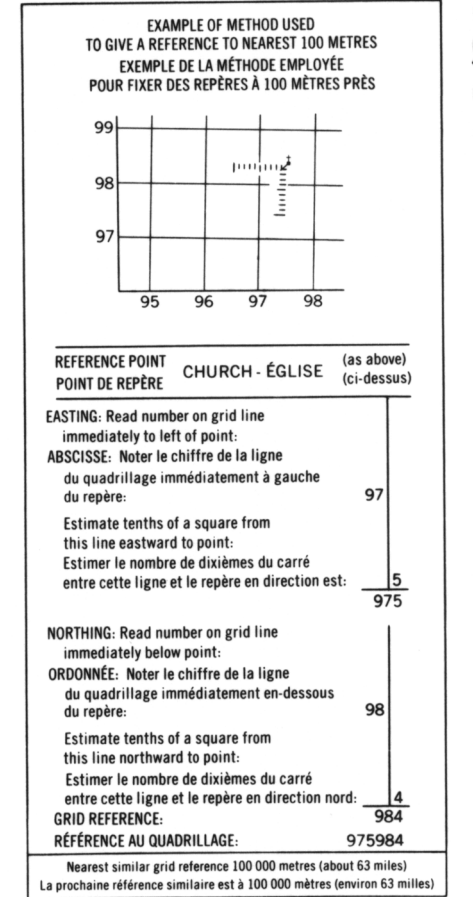 EXAMPLE OF METHOD USED
TO GIVE A REFERENCE TO NEAREST 100 METRES
EXEMPLE DE LA MÉTHODE EMPLOYÉE
POUR FIXER DES REPÈRES À 100 MÈTRES PRÈS
99
98
97
95 96 97 98
REFERENCE POINT
POINT DE REPÈRE
CHURCH - ÉGLISE
(as above)
(ci-dessus)
EASTING: Read number on grid line
immediately to left of point:
ABSCISSE: Noter le chiffre de la ligne
du quadrillage immédiatement à gauche
du repère: 97
Estimate tenths of a square from
this line eastward to point:
Estimer le nombre de dixièmes du carré
entre cette ligne et le repère en direction est: 5
975
NORTHING: Read number on grid line
immediately below point:
ORDONNÉE: Noter le chiffre de la ligne
du quadrillage immédiatement en-dessous
du repère: 98
Estimate tenths of a square from
this line northward to point:
Estimer le nombre de dixièmes du carré
entre cette ligne et le repère en direction nord: 4
GRID REFERENCE: 984
RÉFÉRENCE AU QUADRILLAGE: 975984
Nearest similar grid reference 100 000 metres (about 63 miles)
La prochaine référence similaire est à 100 000 mètres (environ 63 milles)